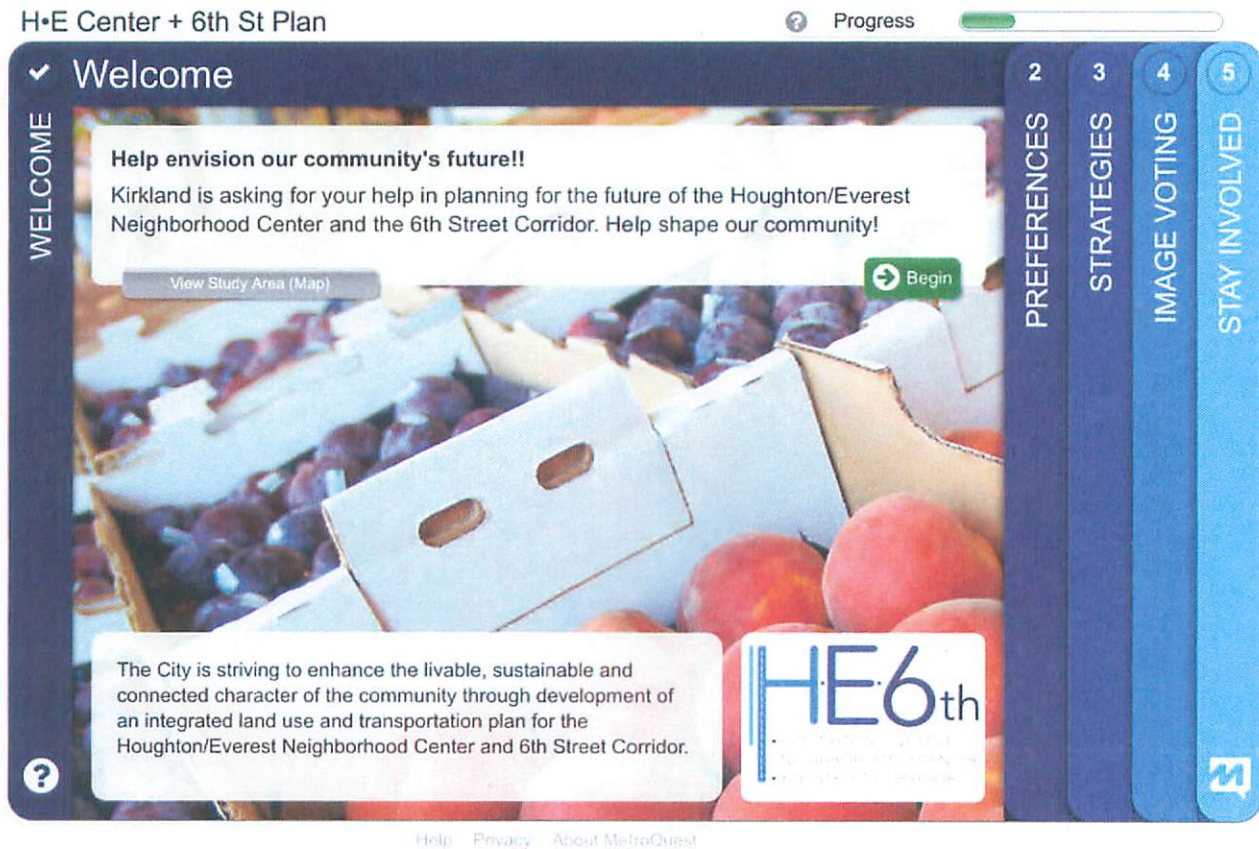 H•E Center + 6th St Plan
? Progress
Welcome
WELCOME
Help envision our community's future!!
Kirkland is asking for your help in planning for the future of the Houghton/Everest
Neighborhood Center and the 6th Street Corridor. Help shape our community!
View Study Area (Map)
Begin
The City is striving to enhance the livable, sustainable and
connected character of the community through development of
an integrated land use and transportation plan for the
Houghton/Everest Neighborhood Center and 6th Street Corridor.
H•E•6th
?
2
PREFERENCES
3
STRATEGIES
4
IMAGE VOTING
5
STAY INVOLVED
M
Help Privacy About MetroQuest